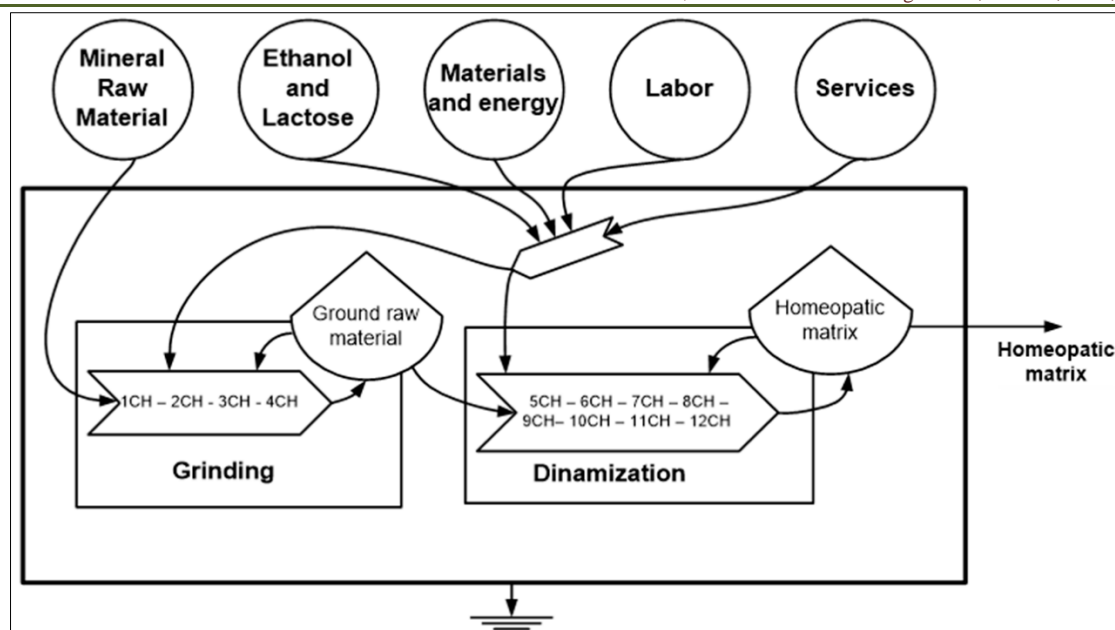 Mineral
Raw
Material
Ethanol
and
Lactose
Materials
and energy
Labor
Services
Ground raw
material
Homeopatic
matrix
Homeopatic
matrix
1CH – 2CH - 3CH - 4CH
5CH – 6CH – 7CH – 8CH –
9CH– 10CH – 11CH – 12CH
Grinding
Dinamization